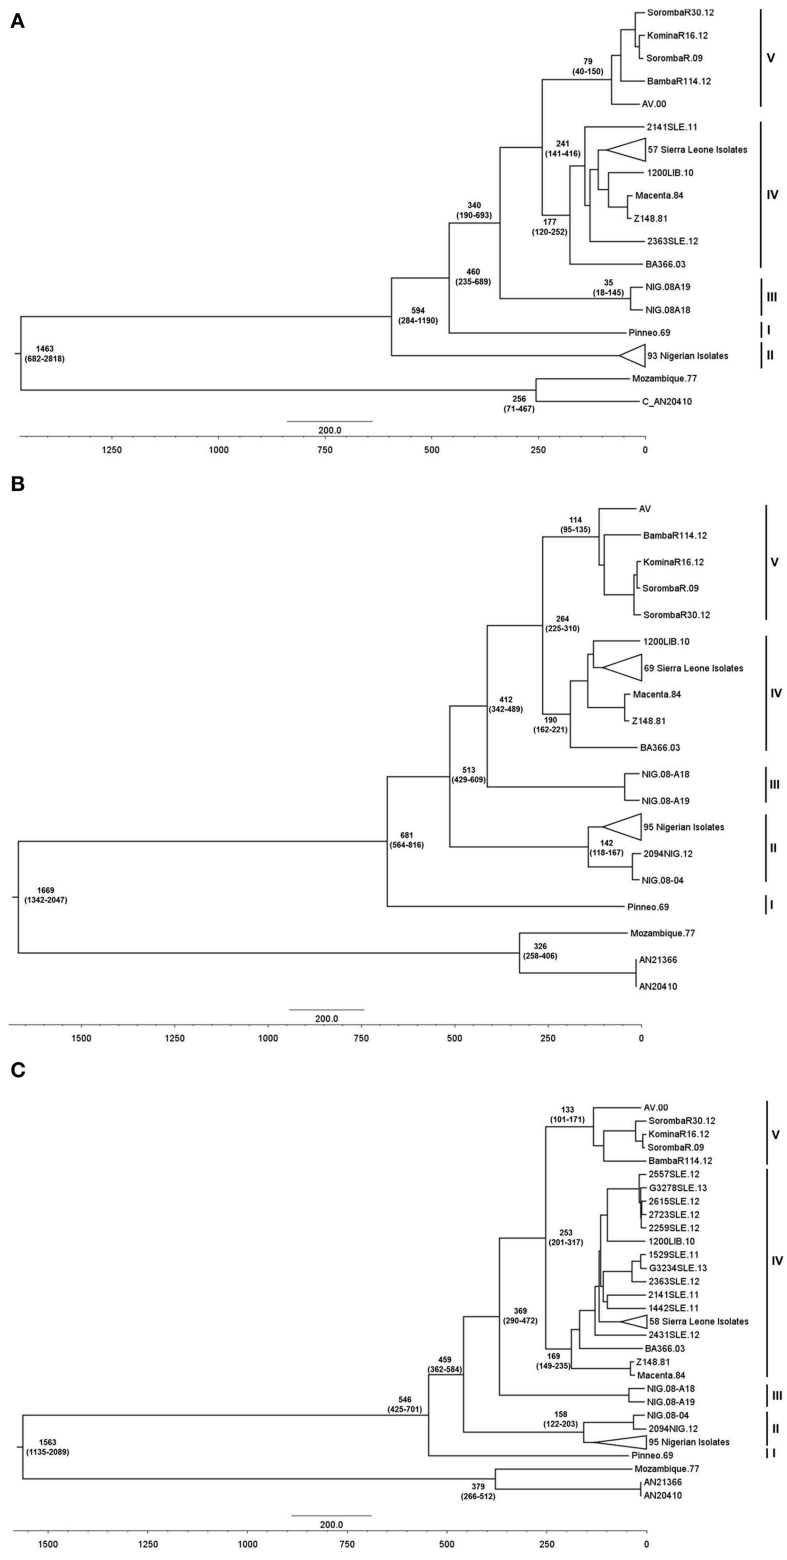 A
SorombaR30.12
KominaR16.12
79
(40-150)
SorombaR.09
V
BambaR114.12
AV.00
2141SLE.11
241
(141-416)
57 Sierra Leone Isolates
1200LIB.10
Macenta.84
IV
340
(190-693)
177
(120-252)
Z148.81
2363SLE.12
BA366.03
460
(235-689)
35
(18-145)
NIG.08A19
III
NIG.08A18
594
(284-1190)
Pinneo.69
I
1463
(682-2818)
93 Nigerian Isolates
II
Mozambique.77
256
(71-467)
C_AN20410
200.0
1250
1000
750
500
250
0
B
AV
114
(95-135)
BambaR114.12
KominaR16.12
V
SorombaR.09
SorombaR30.12
264
(225-310)
1200LIB.10
69 Sierra Leone Isolates
412
(342-489)
Macenta.84
IV
190
(162-221)
Z148.81
BA366.03
513
(429-609)
NIG.08-A18
III
NIG.08-A19
95 Nigerian Isolates
681
(564-816)
142
(118-167)
II
2094NIG.12
NIG.08-04
1669
(1342-2047)
Pinneo.69
I
Mozambique.77
326
(258-406)
AN21366
AN20410
200.0
1500
1250
1000
750
500
250
0
C
133
(101-171)
AV.00
SorombaR30.12
KominaR16.12
V
SorombaR.09
BambaR114.12
2557SLE.12
G3278SLE.13
2615SLE.12
2723SLE.12
2259SLE.12
253
(201-317)
1200LIB.10
1529SLE.11
IV
G3234SLE.13
2363SLE.12
2141SLE.11
369
(290-472)
1442SLE.11
58 Sierra Leone Isolates
2431SLE.12
BA366.03
459
(362-584)
169
(149-235)
Z148.81
Macenta.84
NIG.08-A18
III
546
(425-701)
NIG.08-A19
158
(122-203)
NIG.08-04
2094NIG.12
II
1563
(1135-2089)
95 Nigerian Isolates
Pinneo.69
I
Mozambique.77
379
(266-512)
AN21366
AN20410
200.0
1500
1250
1000
750
500
250
0